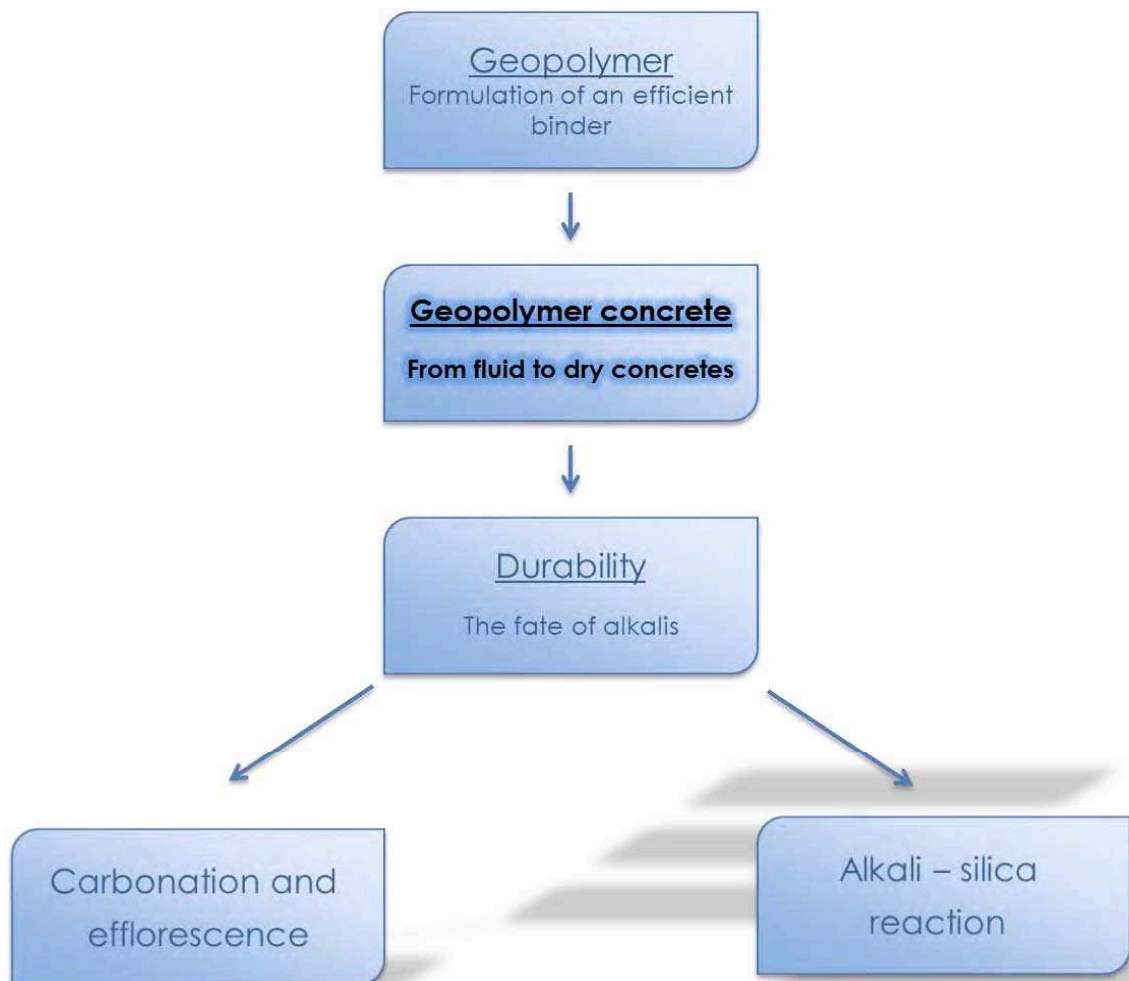 Geopolymer
Formulation of an efficient
binder
Geopolymer concrete
From fluid to dry concretes
Durability
The fate of alkalis
Carbonation and
efflorescence
Alkali – silica
reaction